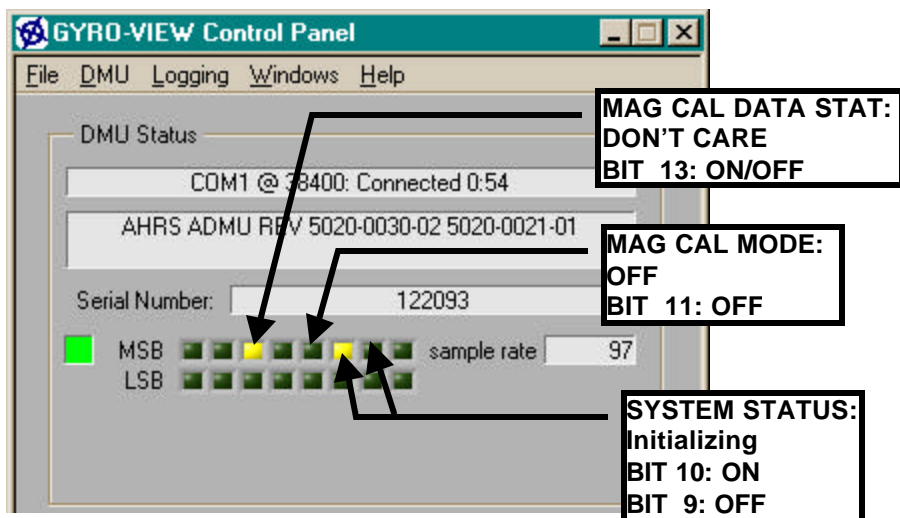 GYRO-VIEW Control Panel
File DMU Logging Windows Help
MAG CAL DATA STAT:
DON'T CARE
BIT 13: ON/OFF
DMU Status
COM1 @ 38400: Connected 0:54
AHRS ADMU REV 5020-0030-02 5020-0021-01
MAG CAL MODE:
OFF
BIT 11: OFF
Serial Number: 122093
MSB sample rate 97
LSB
SYSTEM STATUS:
Initializing
BIT 10: ON
BIT 9: OFF